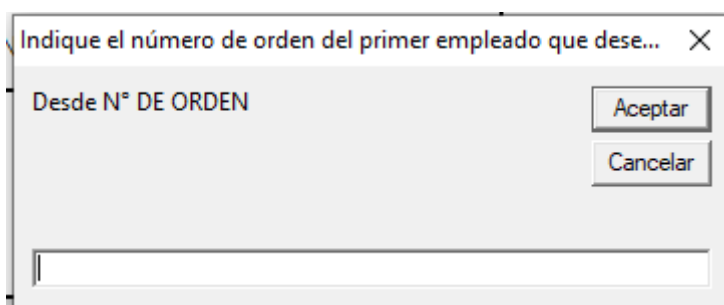 Indique el número de orden del primer empleado que dese...
Desde N° DE ORDEN
Aceptar
Cancelar